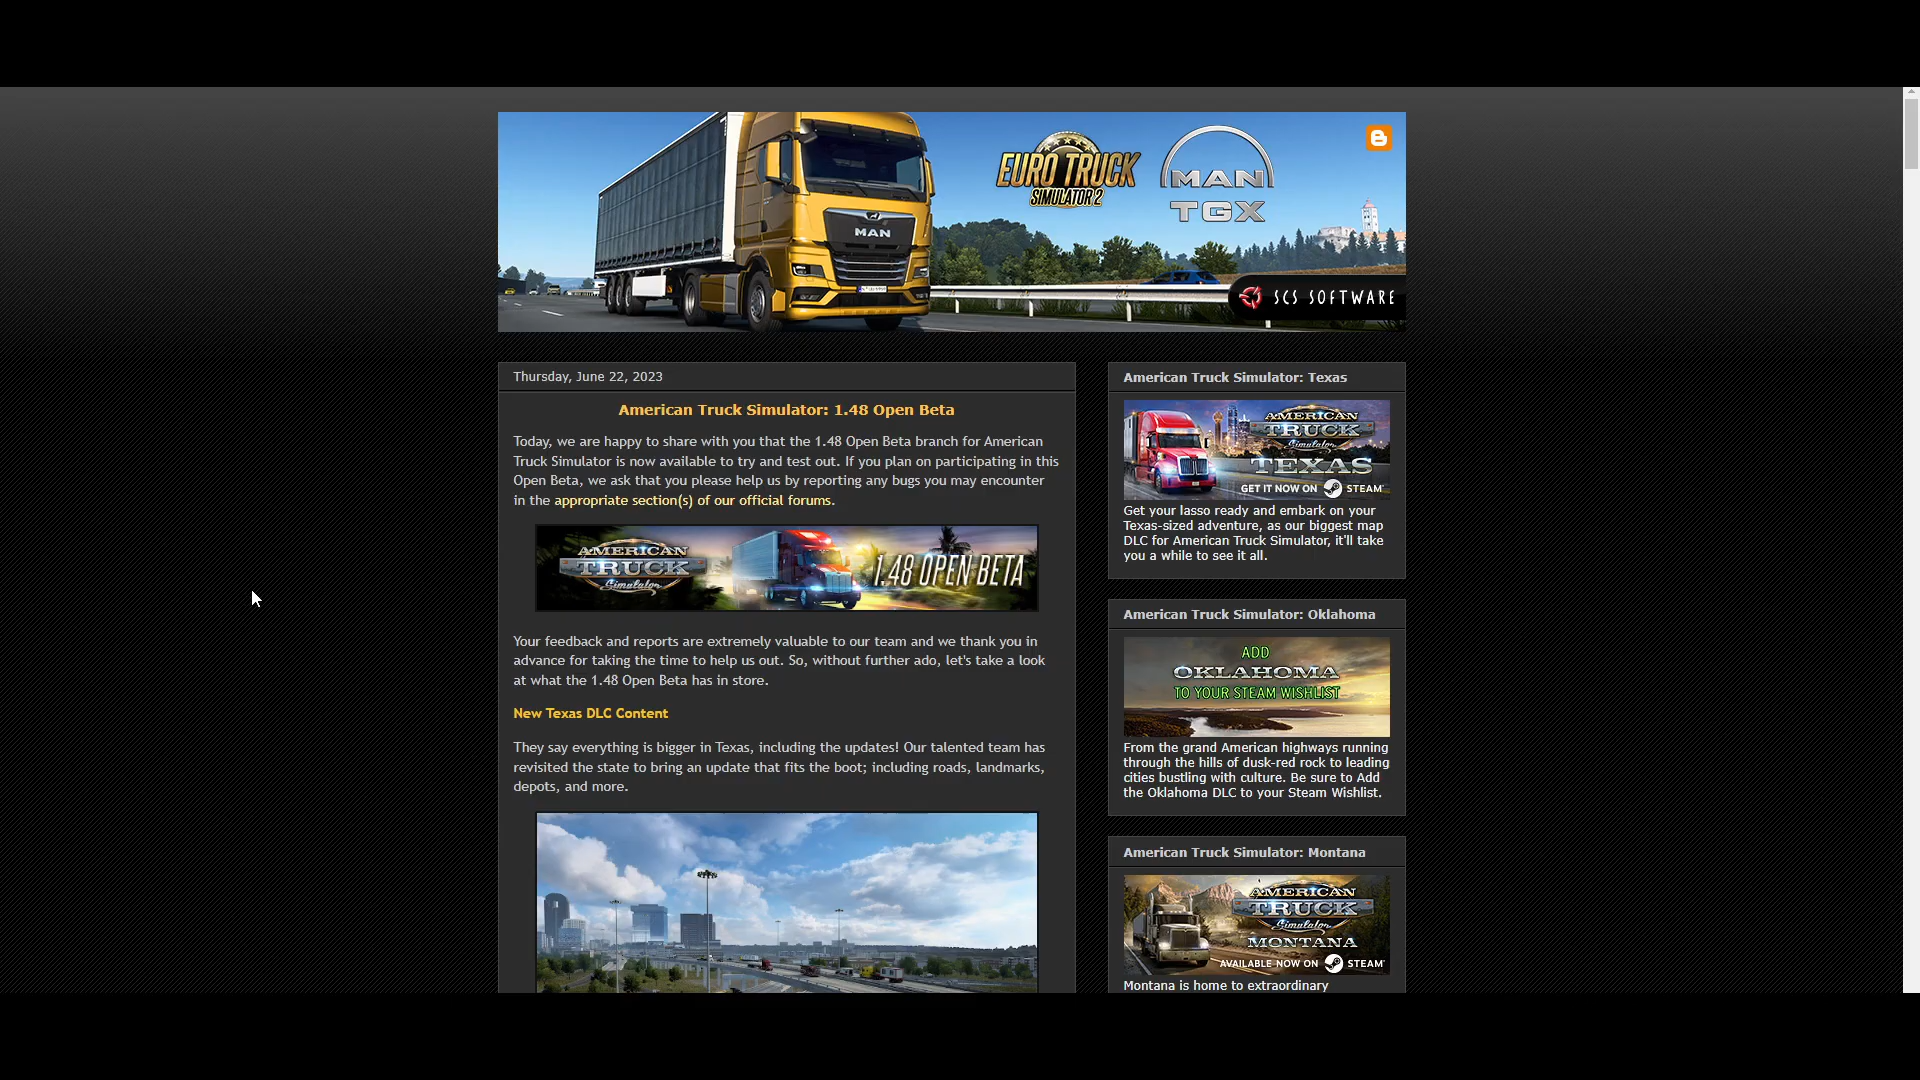 EURO TRUCK
SIMULATOR 2
MAN
TGX
MAN
SCS SOFTWARE
Thursday, June 22, 2023
American Truck Simulator: 1.48 Open Beta
Today, we are happy to share with you that the 1.48 Open Beta branch for American
Truck Simulator is now available to try and test out. If you plan on participating in this
Open Beta, we ask that you please help us by reporting any bugs you may encounter
in the appropriate section(s) of our official forums.
AMERICAN
TRUCK
Simulator
1.48 OPEN BETA
Your feedback and reports are extremely valuable to our team and we thank you in
advance for taking the time to help us out. So, without further ado, let's take a look
at what the 1.48 Open Beta has in store.
New Texas DLC Content
They say everything is bigger in Texas, including the updates! Our talented team has
revisited the state to bring an update that fits the boot; including roads, landmarks,
depots, and more.
American Truck Simulator: Texas
AMERICAN
TRUCK
Simulator
TEXAS
GET IT NOW ON STEAM
Get your lasso ready and embark on your
Texas-sized adventure, as our biggest map
DLC for American Truck Simulator, it'll take
you a while to see it all.
American Truck Simulator: Oklahoma
ADD
OKLAHOMA
TO YOUR STEAM WISHLIST
From the grand American highways running
through the hills of dusk-red rock to leading
cities bustling with culture. Be sure to Add
the Oklahoma DLC to your Steam Wishlist.
American Truck Simulator: Montana
AMERICAN
TRUCK
Simulator
MONTANA
AVAILABLE NOW ON STEAM
Montana is home to extraordinary